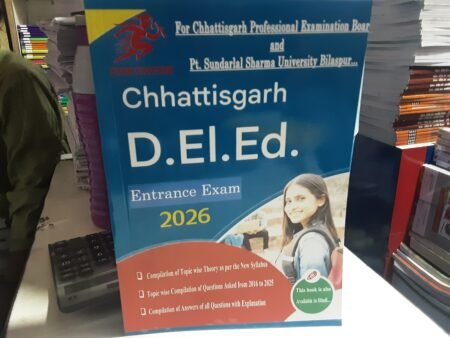 For Chhattisgarh Professional Examination Boar
and
Pt. Sundarlal Sharma University Bilaspur...
Chhattisgarh
D.El.Ed.
Entrance Exam
2026
Compilation of Topic wise Theory as per the New Syllabus
Topic wise Compilation of Questions Asked from 2016 to 2025
Compilation of Answers of all Questions with Explanation
This book is also
Available in Hindi...